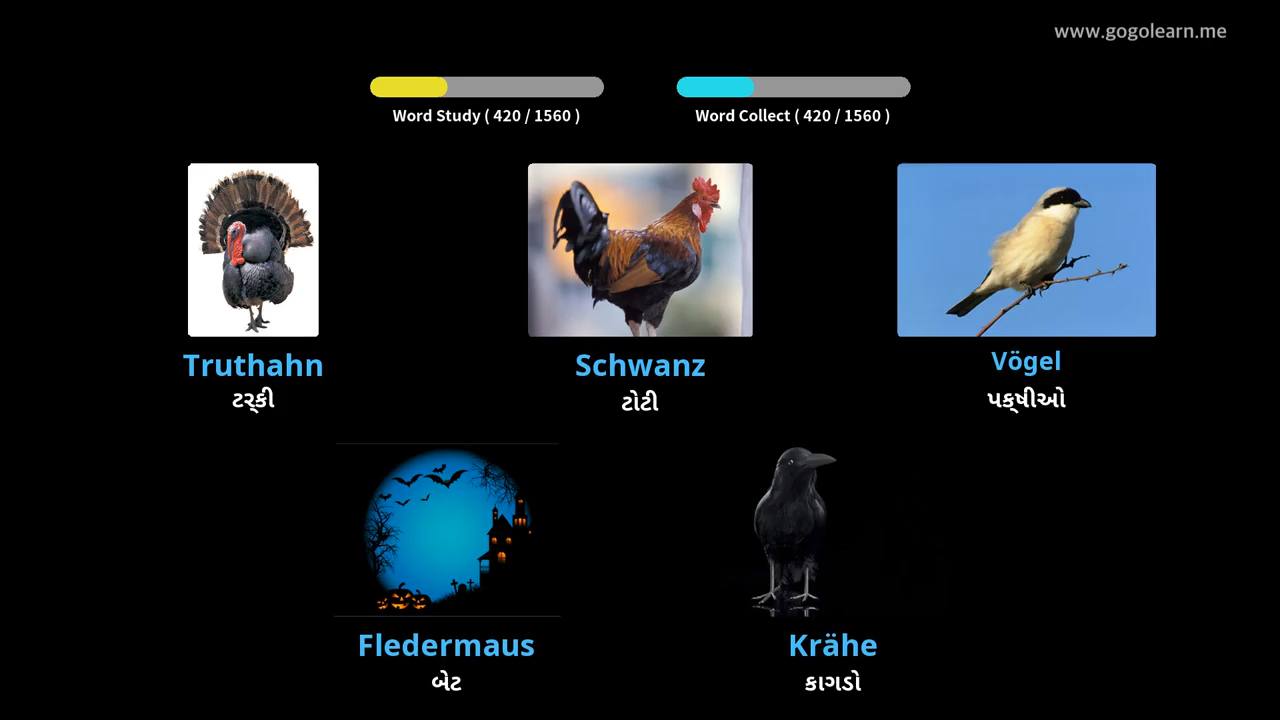 www.gogolearn.me
Word Study ( 420 / 1560 )
Word Collect ( 420 / 1560 )
Truthahn
ટર્કી
Schwanz
ટોટી
Vögel
પક્ષીઓ
Fledermaus
બેટ
Krähe
કાગડો